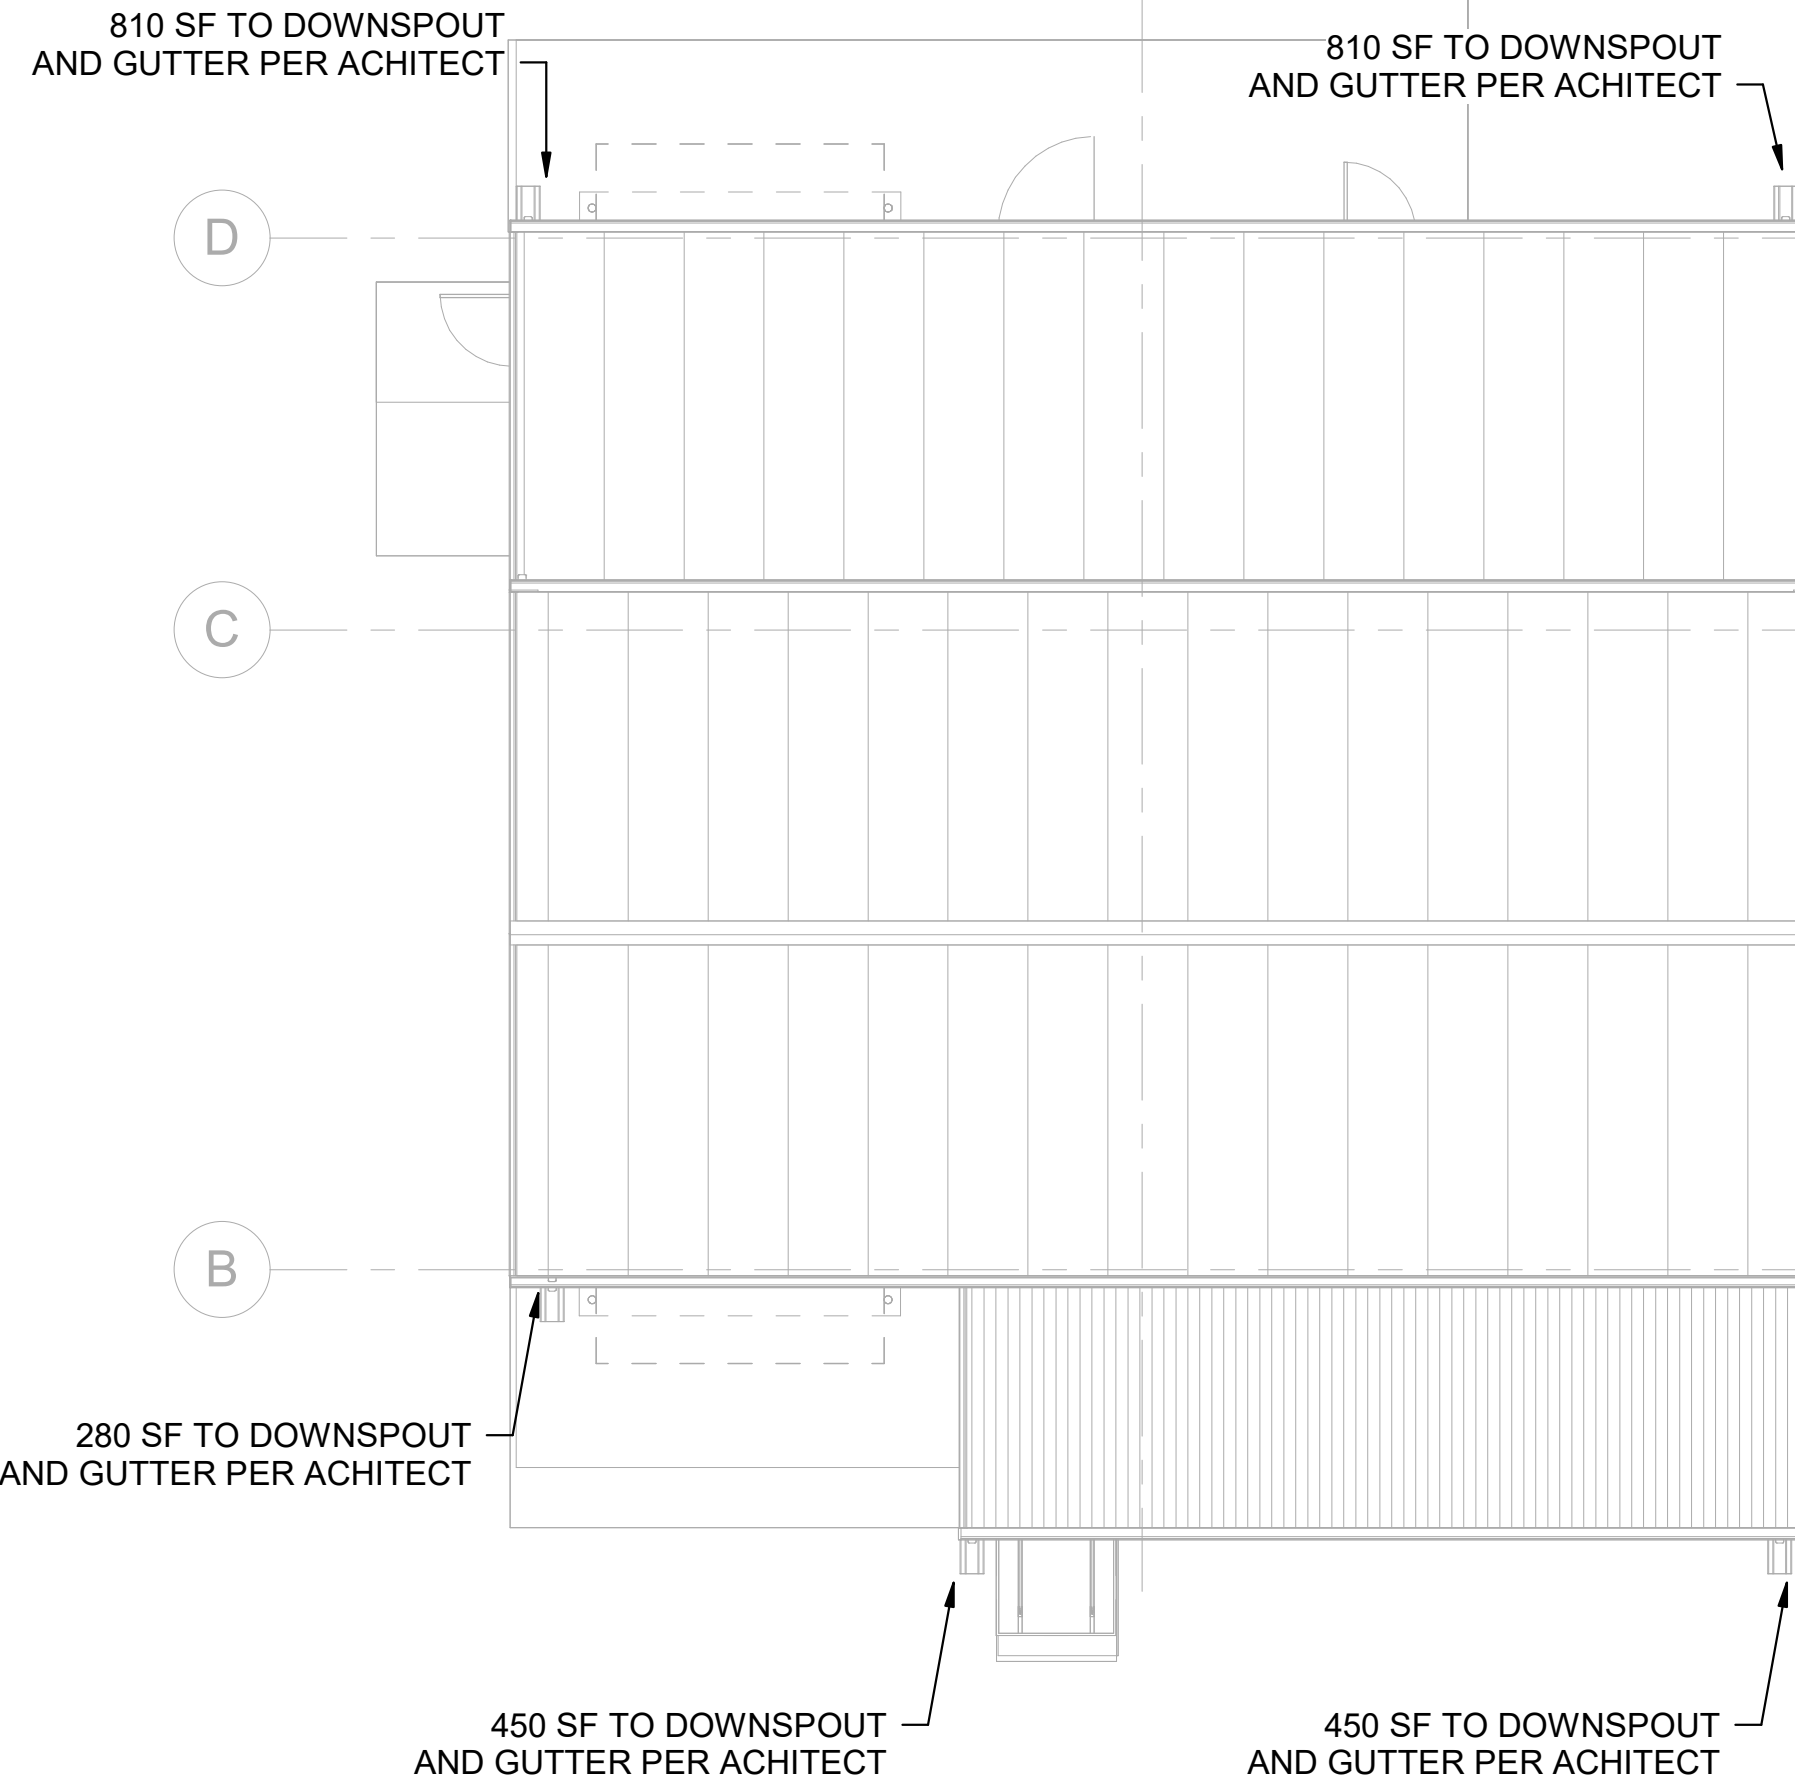 810 SF TO DOWNSPOUT
AND GUTTER PER ACHITECT
810 SF TO DOWNSPOUT
AND GUTTER PER ACHITECT
D
C
B
280 SF TO DOWNSPOUT
AND GUTTER PER ACHITECT
450 SF TO DOWNSPOUT
AND GUTTER PER ACHITECT
450 SF TO DOWNSPOUT
AND GUTTER PER ACHITECT